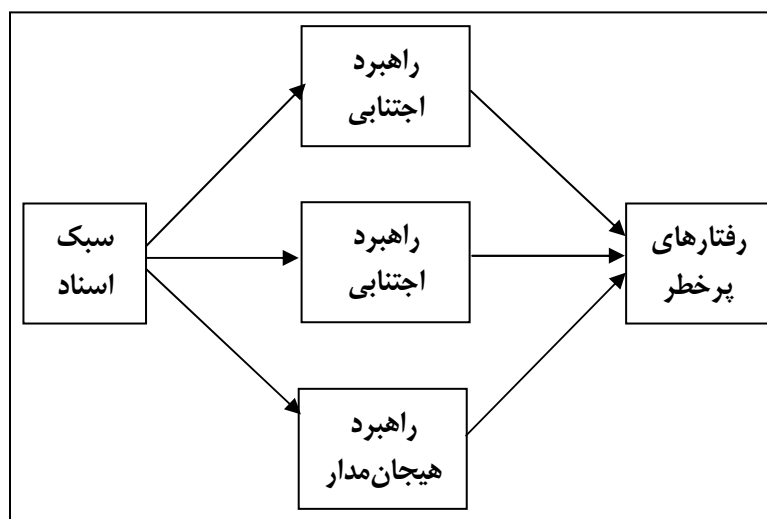 راهبرد
اجتنابی
سبک
اسناد
راهبرد
اجتنابی
رفتارهای
پرخطر
راهبرد
هیجان‌مدار